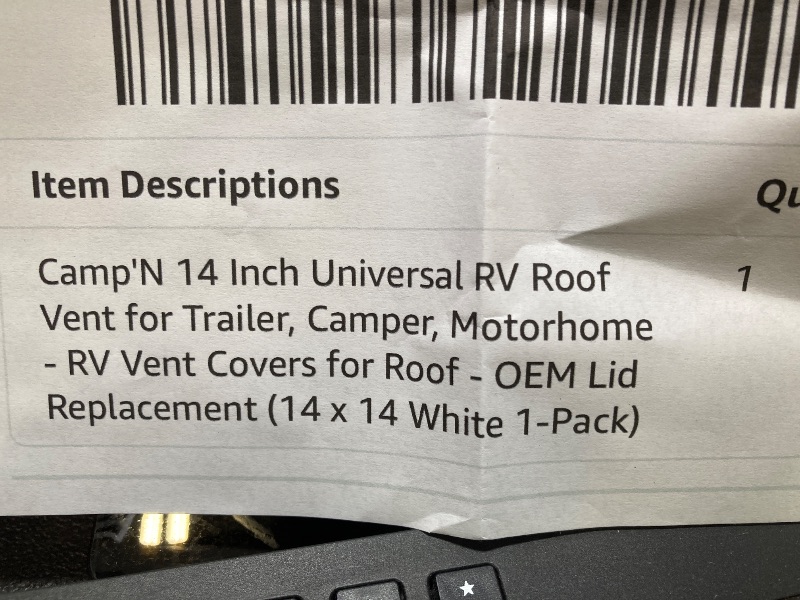 Item Descriptions
Camp'N 14 Inch Universal RV Roof 1
Vent for Trailer, Camper, Motorhome
- RV Vent Covers for Roof - OEM Lid
Replacement (14 x 14 White 1-Pack)